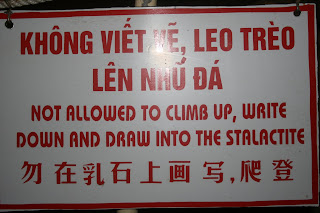 KHÔNG VIẾT VẼ, LEO TRÈO
LÊN NHŨ ĐÁ
NOT ALLOWED TO CLIMB UP, WRITE
DOWN AND DRAW INTO THE STALACTITE
勿在乳石上画写,爬登